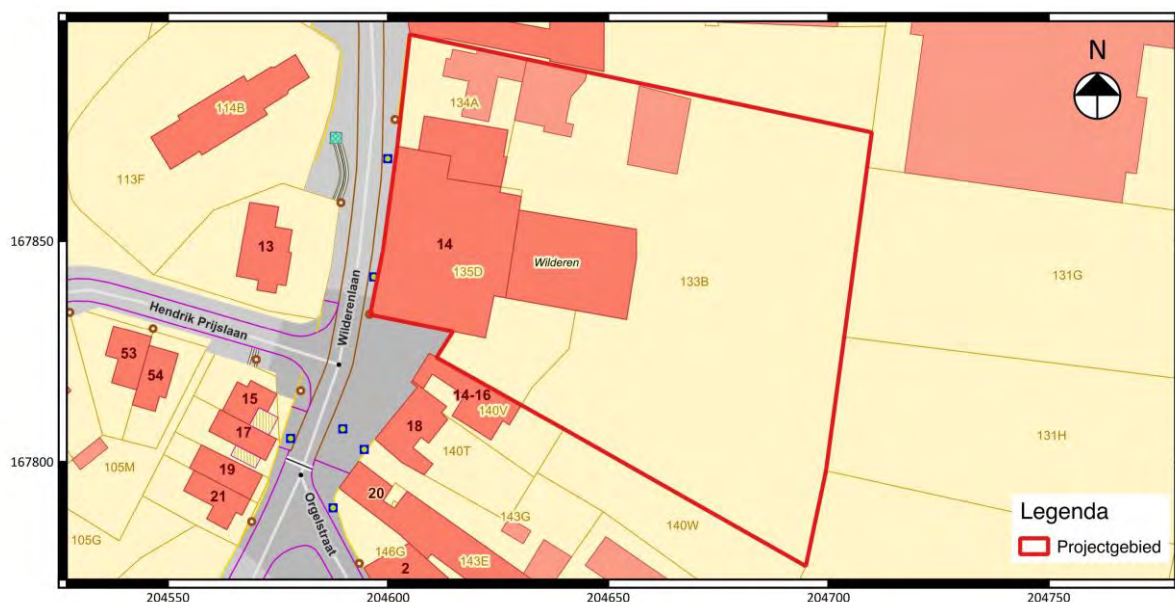 N
134A
114B
113F
167850
13
14
135D
Wilderen
133B
131G
Wilderenlaan
Hendrik Prijslaan
53
54
15
17
14-16
140V
18
140T
131H
167800
105M
19
21
20
Orgelstraat
143G
140W
105G
146G
143E
2
Legenda
Projectgebied
204550
204600
204650
204700
204750